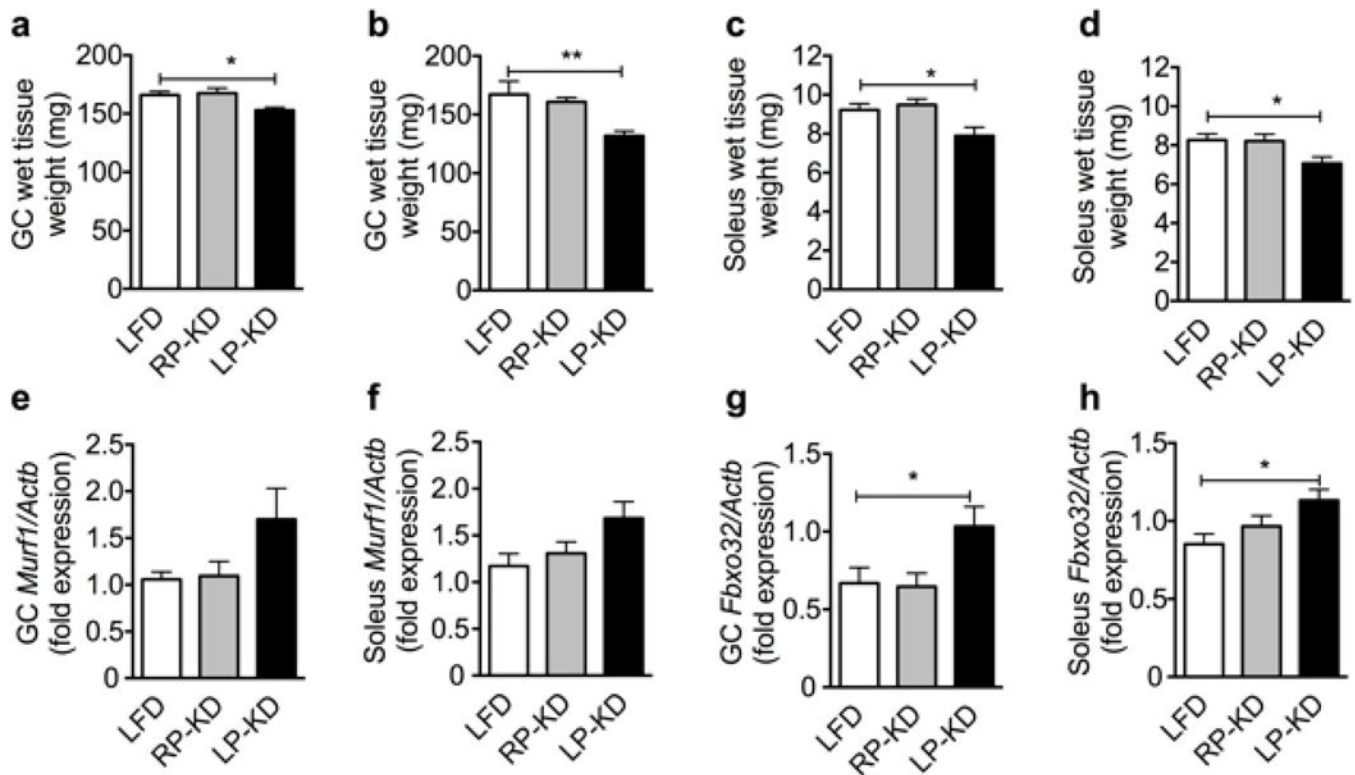 a
GC wet tissue
weight (mg)
200
150
100
50
0
*
LFD
RP-KD
LP-KD
b
GC wet tissue
weight (mg)
200
150
100
50
0
**
LFD
RP-KD
LP-KD
c
Soleus wet tissue
weight (mg)
12
10
8
6
4
2
0
*
LFD
RP-KD
LP-KD
d
Soleus wet tissue
weight (mg)
12
10
8
6
4
2
0
*
LFD
RP-KD
LP-KD
e
GC Murf1/Actb
(fold expression)
2.5
2.0
1.5
1.0
0.5
0
LFD
RP-KD
LP-KD
f
Soleus Murf1/Actb
(fold expression)
2.5
2.0
1.5
1.0
0.5
0
LFD
RP-KD
LP-KD
g
GC Fbxo32/Actb
(fold expression)
1.5
1.0
0.5
0
*
LFD
RP-KD
LP-KD
h
Soleus Fbxo32/Actb
(fold expression)
1.5
1.0
0.5
0
*
LFD
RP-KD
LP-KD